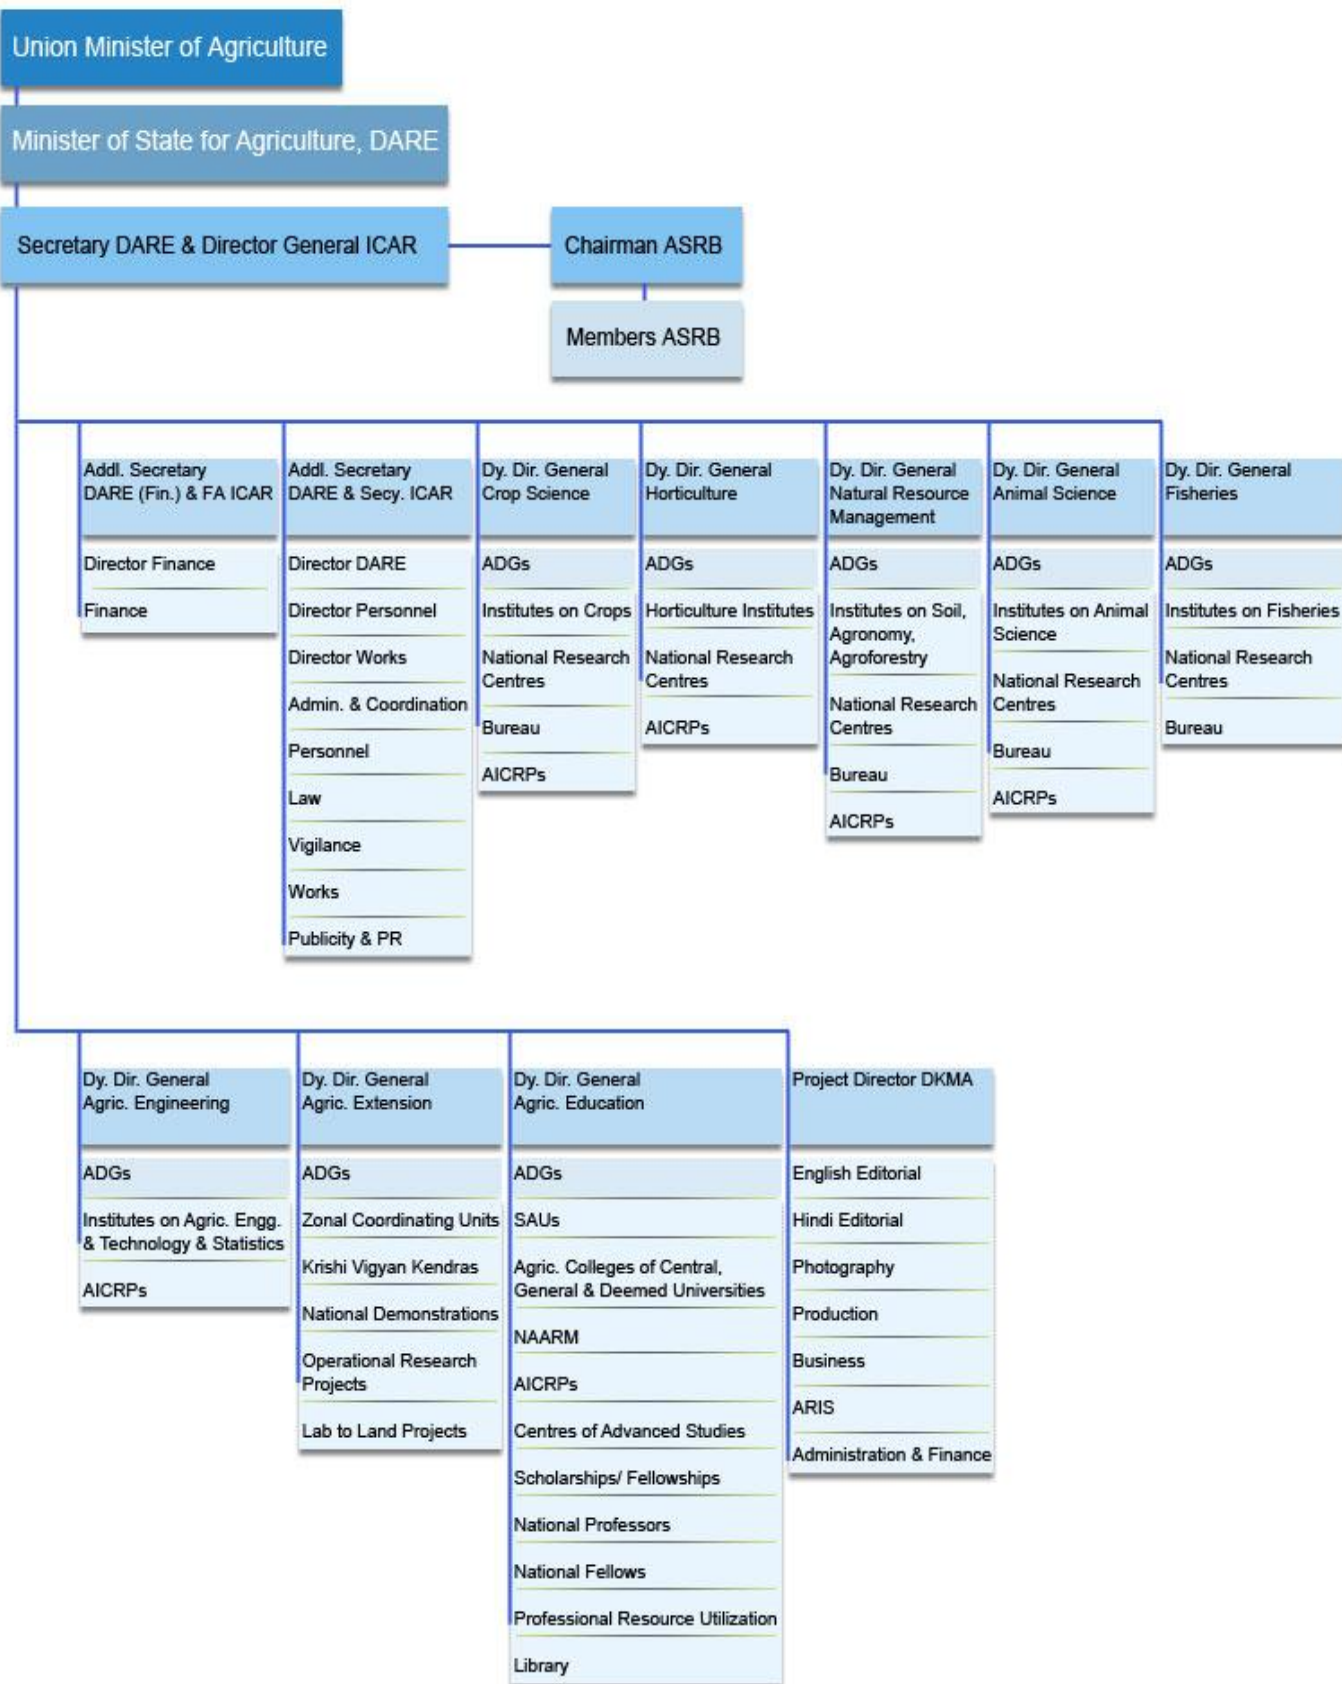 Union Minister of Agriculture
Minister of State for Agriculture, DARE
Secretary DARE & Director General ICAR
Chairman ASRB
Members ASRB
Addl. Secretary
DARE (Fin.) & FA ICAR
Director Finance
Finance
Addl. Secretary
DARE & Secy. ICAR
Director DARE
Director Personnel
Director Works
Admin. & Coordination
Personnel
Law
Vigilance
Works
Publicity & PR
Dy. Dir. General
Crop Science
ADGs
Institutes on Crops
National Research
Centres
Bureau
AICRPs
Dy. Dir. General
Horticulture
ADGs
Horticulture Institutes
National Research
Centres
AICRPs
Dy. Dir. General
Natural Resource
Management
ADGs
Institutes on Soil,
Agronomy,
Agroforestry
National Research
Centres
Bureau
AICRPs
Dy. Dir. General
Animal Science
ADGs
Institutes on Animal
Science
National Research
Centres
Bureau
AICRPs
Dy. Dir. General
Fisheries
ADGs
Institutes on Fisheries
National Research
Centres
Bureau
Dy. Dir. General
Agric. Engineering
ADGs
Institutes on Agric. Engg.
& Technology & Statistics
AICRPs
Dy. Dir. General
Agric. Extension
ADGs
Zonal Coordinating Units
Krishi Vigyan Kendras
National Demonstrations
Operational Research
Projects
Lab to Land Projects
Dy. Dir. General
Agric. Education
ADGs
SAUs
Agric. Colleges of Central,
General & Deemed Universities
NAARM
AICRPs
Centres of Advanced Studies
Scholarships/ Fellowships
National Professors
National Fellows
Professional Resource Utilization
Library
Project Director DKMA
English Editorial
Hindi Editorial
Photography
Production
Business
ARIS
Administration & Finance